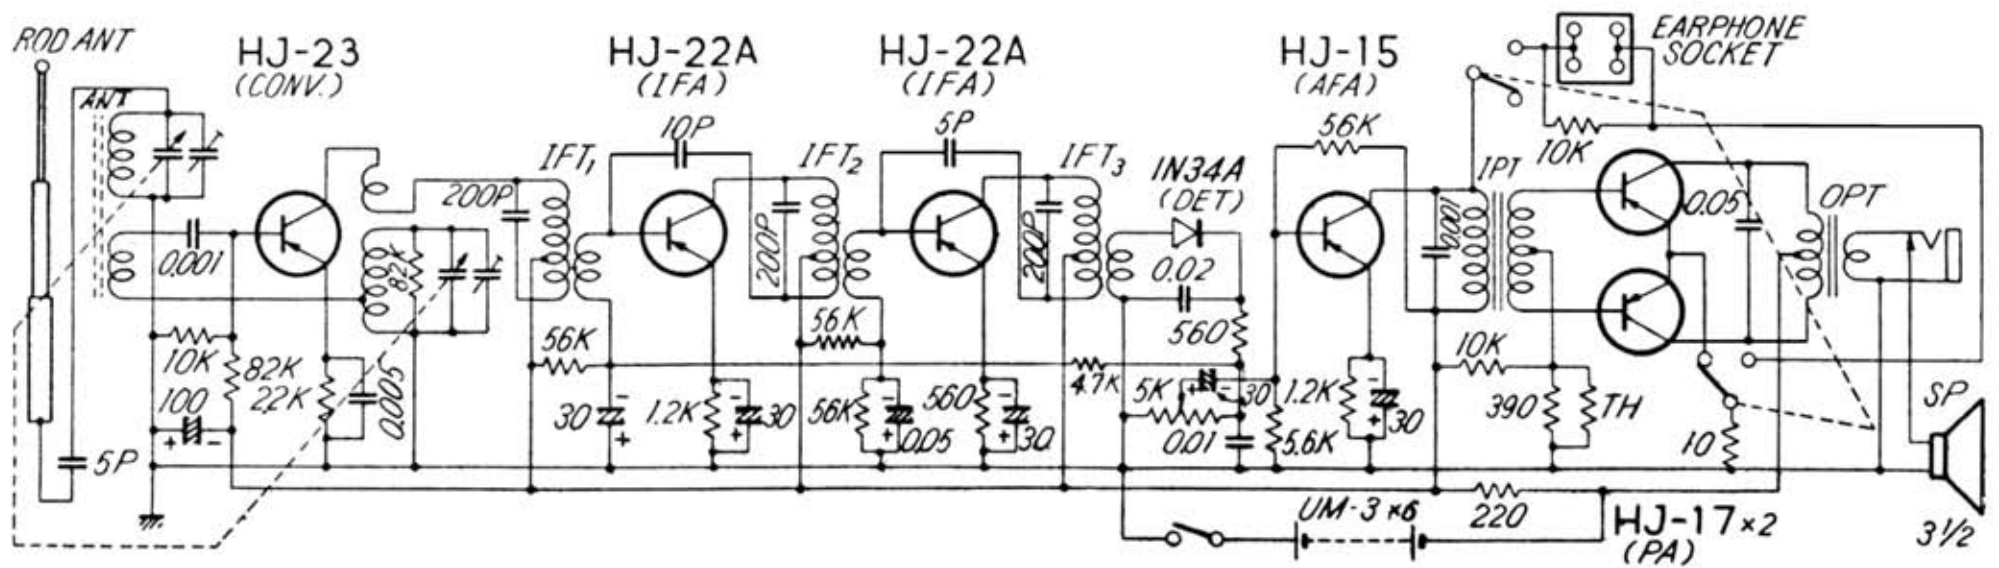 ROD ANT
ANT
HJ-23
(CONV.)
HJ-22A
(IFA)
HJ-22A
(IFA)
HJ-15
(AFA)
EARPHONE
SOCKET
10K
10P
5P
56K
IFT1
IFT2
IFT3
1N34A
(DET)
IPT
OPT
200P
200P
200P
0.001
82K
0.02
0.001
0.05
10K
82K
22K
100
+ -
0.005
5P
56K
30
-
+
1.2K
-
+
30
56K
56K
-
+
0.05
560
-
+
30
4.7K
560
5K
+ -
30
0.01
5.6K
1.2K
-
+
30
10K
390
TH
10
SP
3 1/2
220
UM-3 ×6
HJ-17×2
(PA)